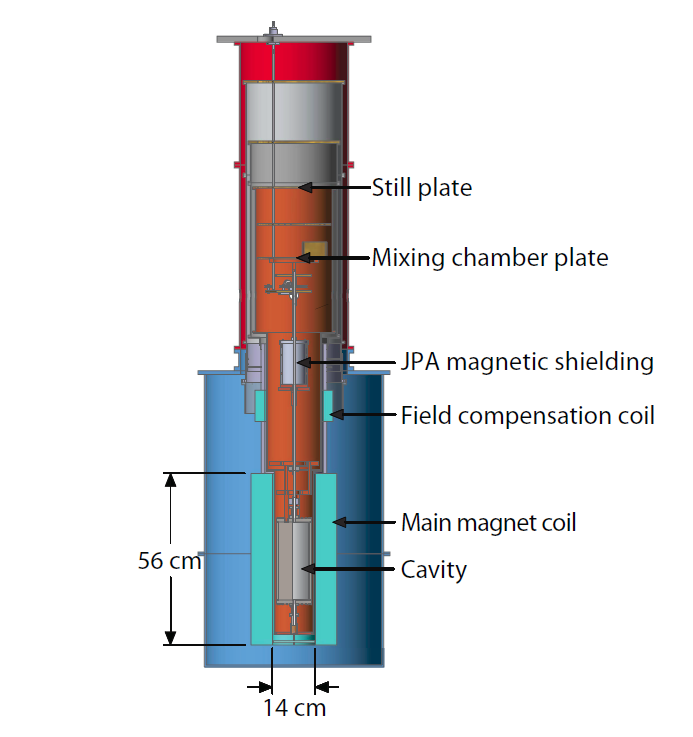 Still plate
Mixing chamber plate
JPA magnetic shielding
Field compensation coil
Main magnet coil
56 cm
Cavity
14 cm